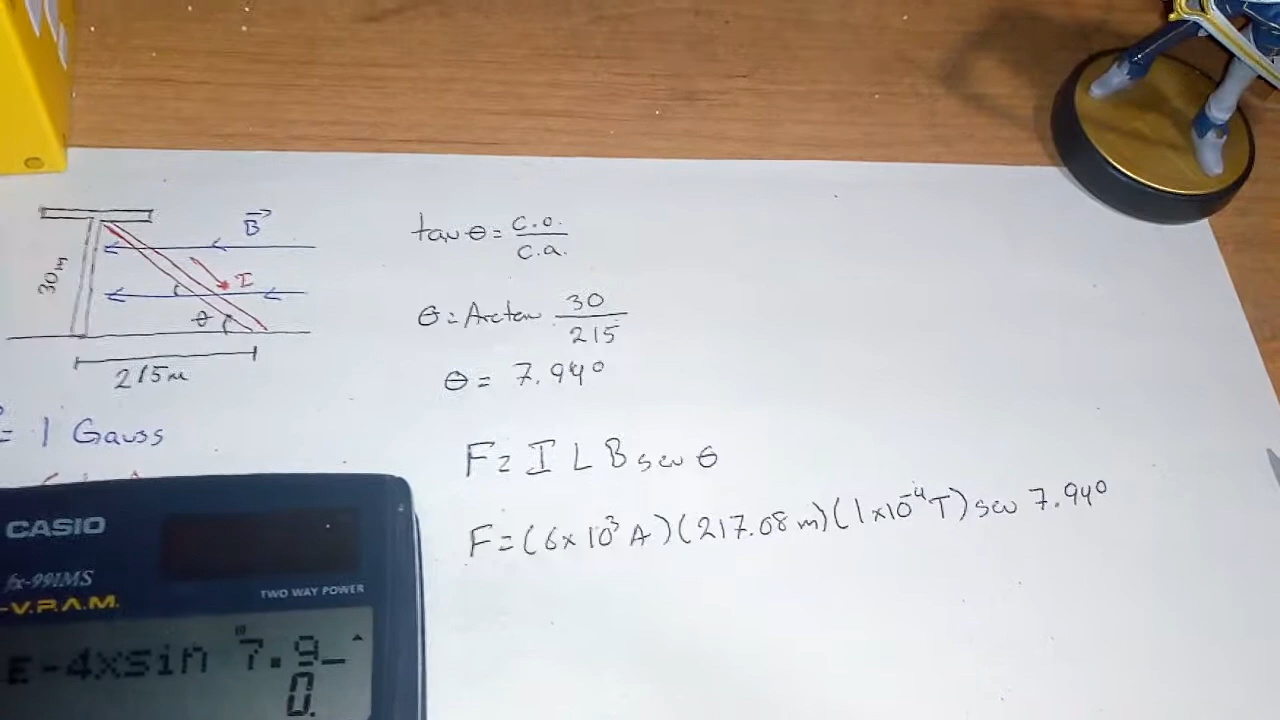 B
30m
I
θ
215m
= 1 Gauss
tan θ = c.o. / c.a.
θ = Arctan 30 / 215
θ = 7.94°
F = I L B sen θ
F = (6x10³ A)(217.08 m)(1x10⁻⁴ T) sen 7.94°
CASIO
fx-991MS
-V.P.A.M.
TWO WAY POWER
E-4xsin 7.9_
0.